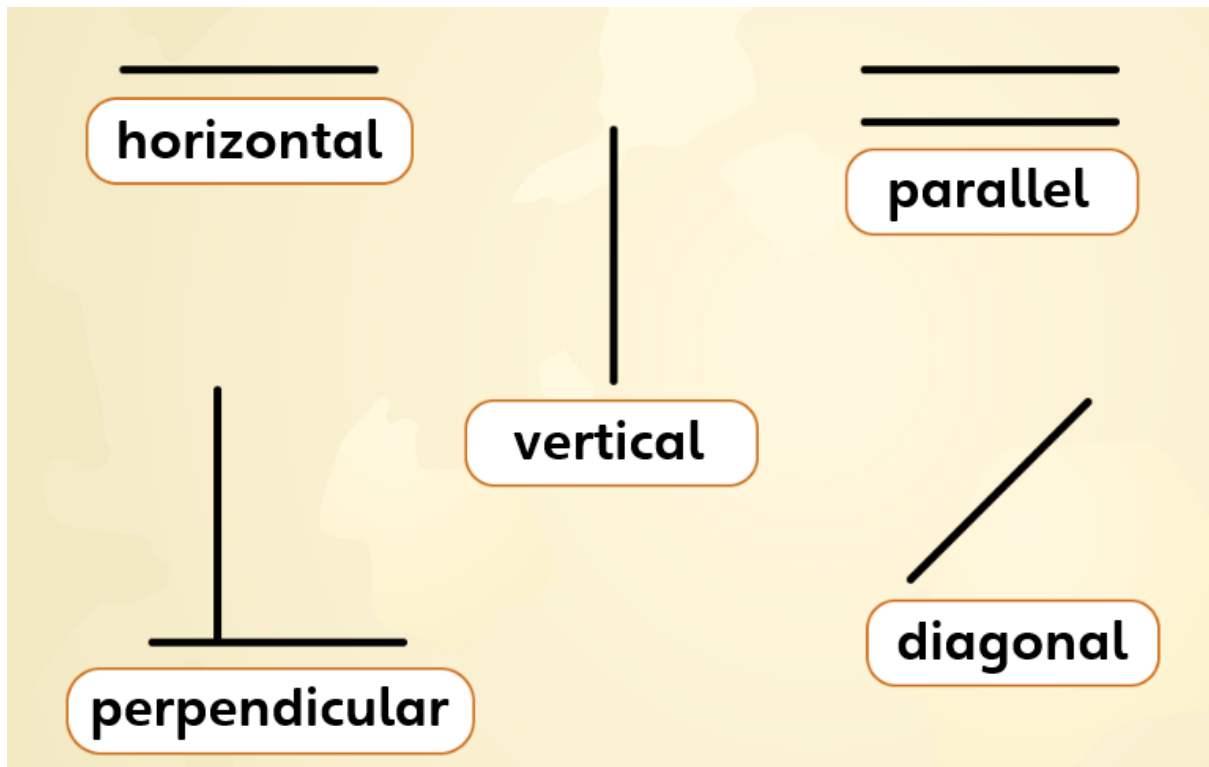 horizontal
parallel
vertical
diagonal
perpendicular